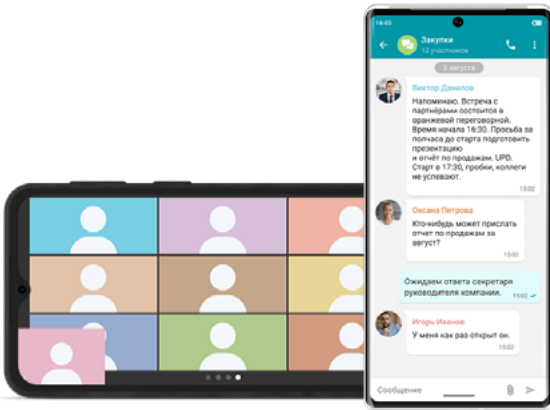 16:03
Закупки
12 участников
3 августа
Виктор Данилов
Напоминаю. Встреча с
партнёрами состоится в
оранжевой переговорной.
Время начала 16:30. Просьба за
полчаса до старта подготовить
презентацию
и отчёт по продажам. UPD.
Старт в 17:30, пробки, коллеги
не успевают.
15:02
Оксана Петрова
Кто-нибудь может прислать
отчет по продажам за
август?
15:02
Ожидаем ответа секретаря
руководителя компании.
15:02
Игорь Иванов
У меня как раз открыт он.
15:02
Сообщение